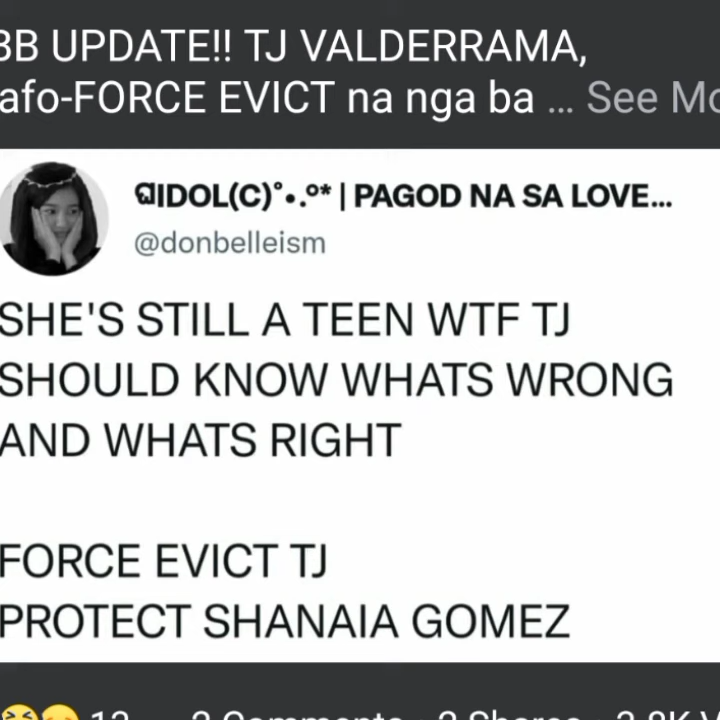 BB UPDATE!! TJ VALDERRAMA,
afo-FORCE EVICT na nga ba ... See Mo
IDOL(C)˚•.º* | PAGOD NA SA LOVE...
@donbelleism
SHE'S STILL A TEEN WTF TJ
SHOULD KNOW WHATS WRONG
AND WHATS RIGHT
FORCE EVICT TJ
PROTECT SHANAIA GOMEZ